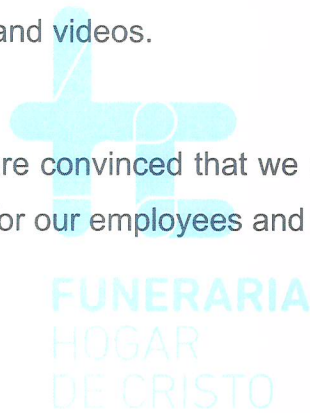 and videos.
re convinced that we
or our employees and
FUNERARIA
HOGAR
DE CRISTO